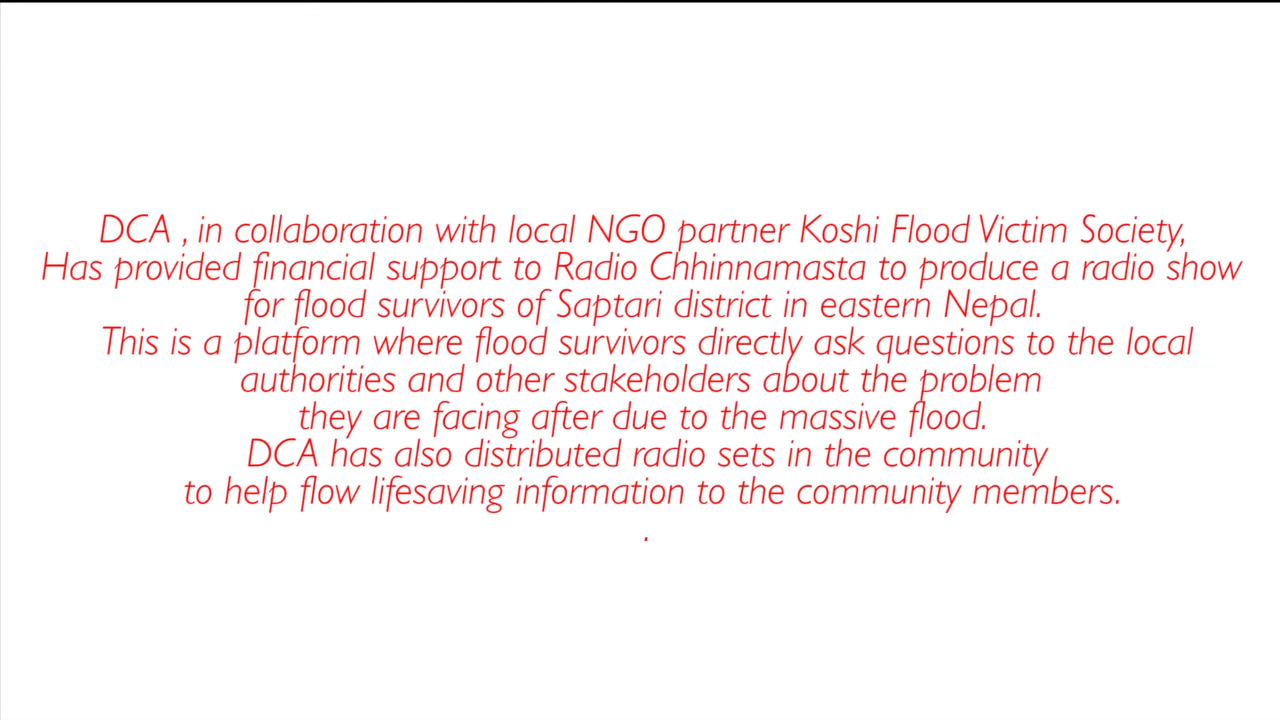 DCA , in collaboration with local NGO partner Koshi Flood Victim Society,
Has provided financial support to Radio Chhinnamasta to produce a radio show
for flood survivors of Saptari district in eastern Nepal.
This is a platform where flood survivors directly ask questions to the local
authorities and other stakeholders about the problem
they are facing after due to the massive flood.
DCA has also distributed radio sets in the community
to help flow lifesaving information to the community members.
.